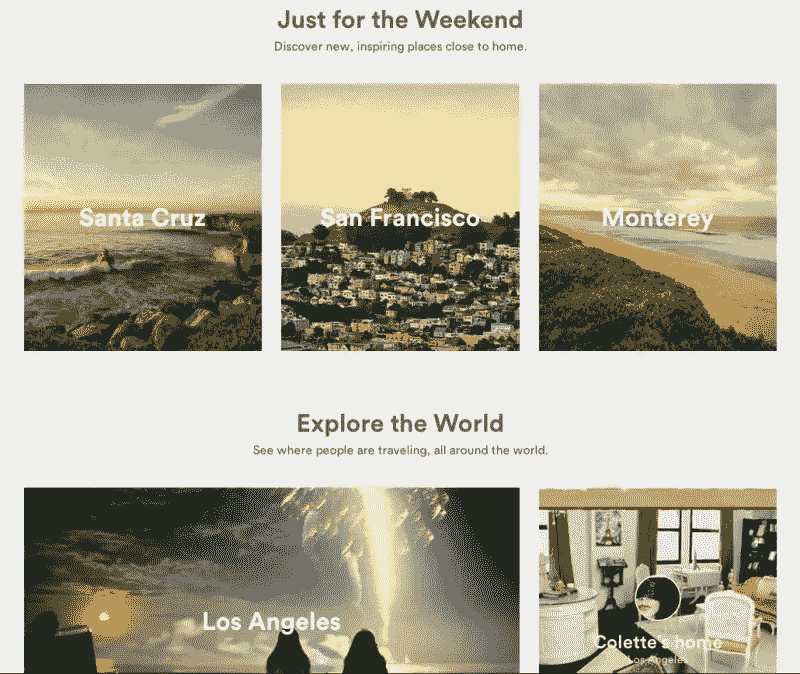 Just for the Weekend
Discover new, inspiring places close to home.
Santa Cruz
San Francisco
Monterey
Explore the World
See where people are traveling, all around the world.
Los Angeles
Colette's home
Los Angeles